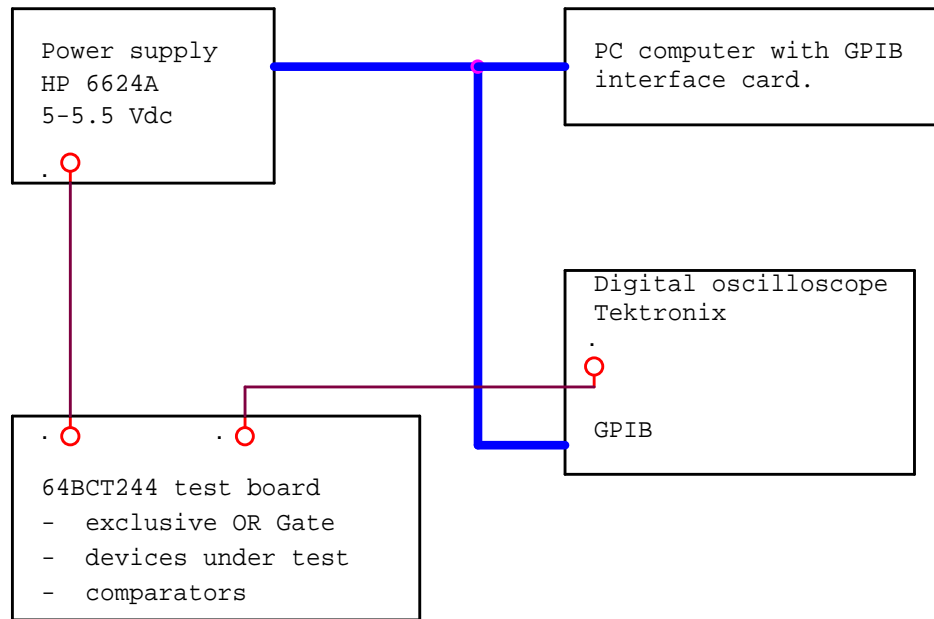 Power supply
HP 6624A
5-5.5 Vdc
.
PC computer with GPIB
interface card.
Digital oscilloscope
Tektronix
.
GPIB
. .
64BCT244 test board
- exclusive OR Gate
- devices under test
- comparators